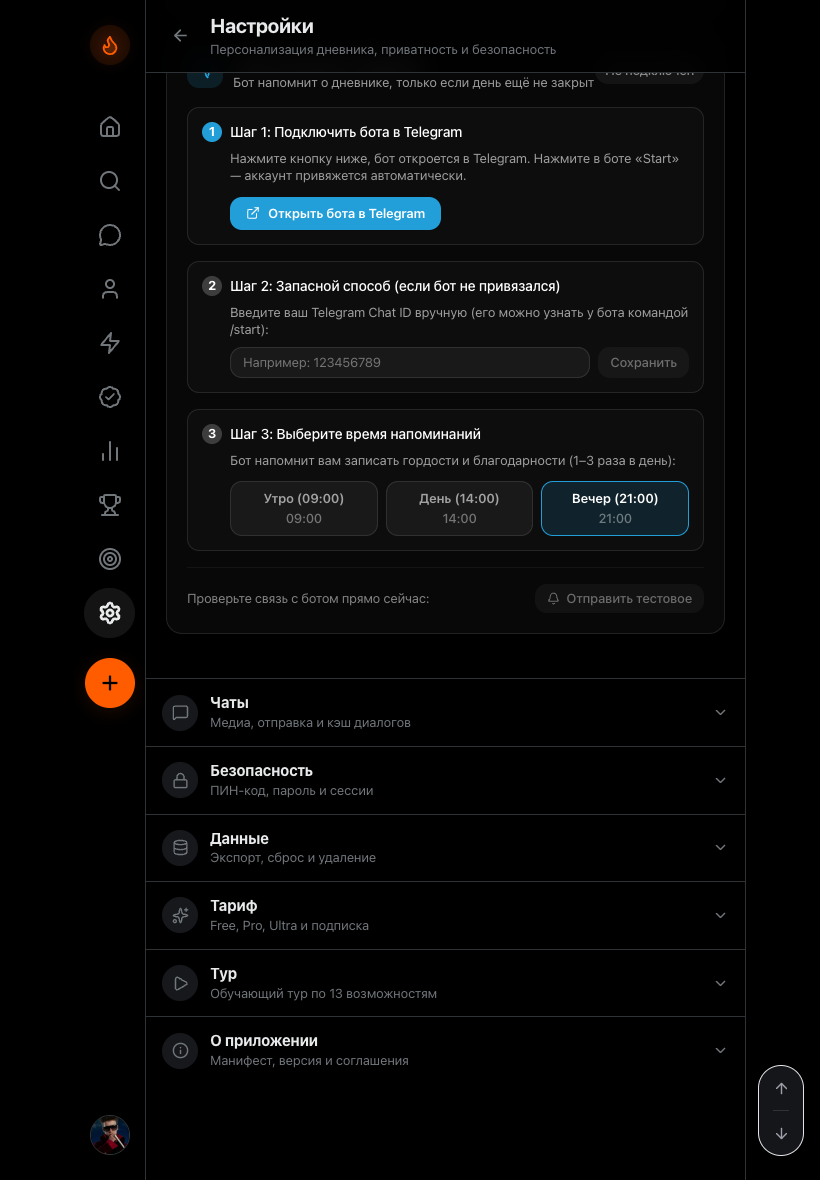 Настройки
Персонализация дневника, приватность и безопасность
Бот напомнит о дневнике, только если день ещё не закрыт
1
Шаг 1: Подключить бота в Telegram
Нажмите кнопку ниже, бот откроется в Telegram. Нажмите в боте «Start»
— аккаунт привяжется автоматически.
Открыть бота в Telegram
2
Шаг 2: Запасной способ (если бот не привязался)
Введите ваш Telegram Chat ID вручную (его можно узнать у бота командой
/start):
Например: 123456789
Сохранить
3
Шаг 3: Выберите время напоминаний
Бот напомнит вам записать гордости и благодарности (1–3 раза в день):
Утро (09:00)
09:00
День (14:00)
14:00
Вечер (21:00)
21:00
Проверьте связь с ботом прямо сейчас:
Отправить тестовое
Чаты
Медиа, отправка и кэш диалогов
Безопасность
ПИН-код, пароль и сессии
Данные
Экспорт, сброс и удаление
Тариф
Free, Pro, Ultra и подписка
Тур
Обучающий тур по 13 возможностям
О приложении
Манифест, версия и соглашения